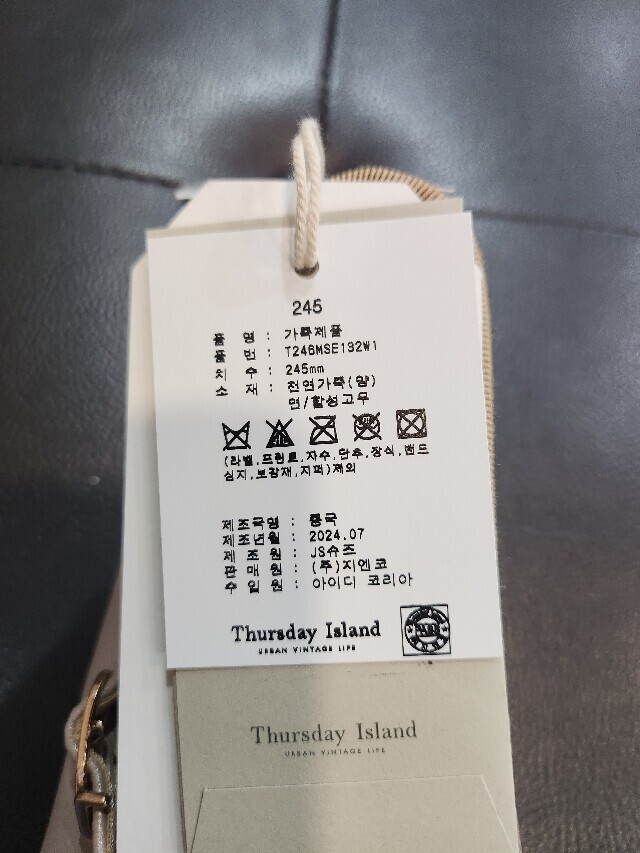 245
품 명 : 가죽제품
품 번 : T246MSE132W1
치 수 : 245mm
소 재 : 천연가죽(양)
면/합성고무
(라벨,프린트,자수,단추,장식,밴드
심지,보강재,지퍼)제외
제조국명 : 중국
제조년월 : 2024.07
제 조 원 : JS슈즈
판 매 원 : (주)지엔코
수 입 원 : 아이디 코리아
Thursday Island
URBAN VINTAGE LIFE
Thursday Island
URBAN VINTAGE LIFE